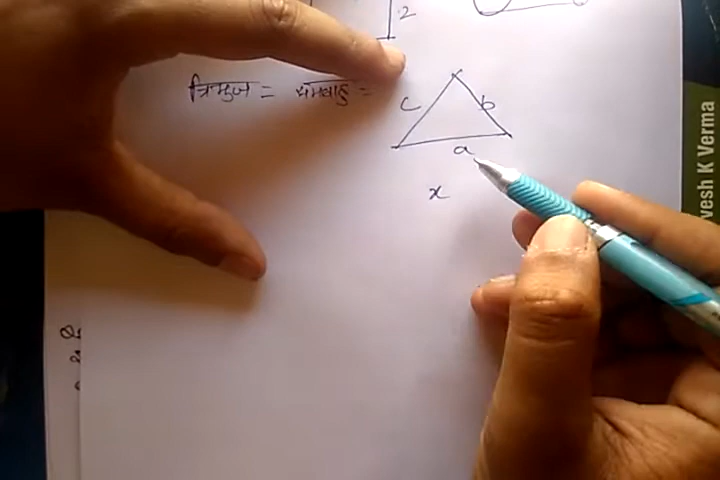 2
त्रिभुज = समबाहु =
c
b
a
x
vesh K Verma